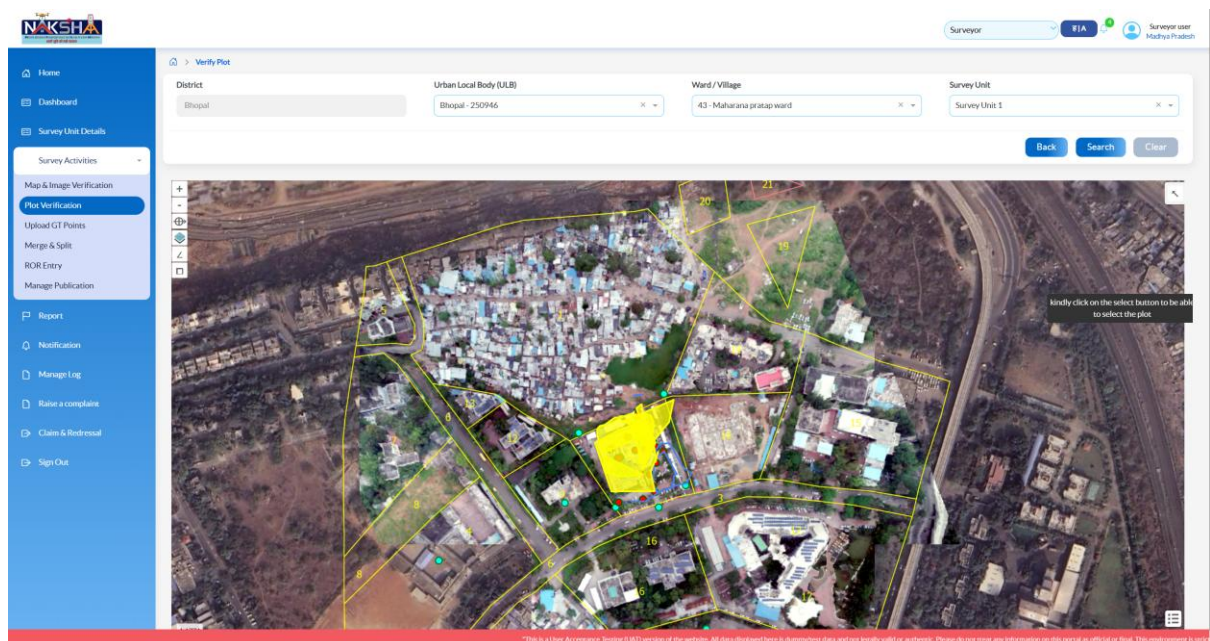 NAKSHA
Surveyor
Surveyor user
Madhya Pradesh
4
Home
Dashboard
Survey Unit Details
Survey Activities
Map & Image Verification
Plot Verification
Upload GT Points
Merge & Split
ROR Entry
Manage Publication
Report
Notification
Manage Log
Raise a complaint
Claim & Redressal
Sign Out
> Verify Plot
District
Urban Local Body (ULB)
Ward / Village
Survey Unit
Bhopal
Bhopal - 250946
43 - Maharana pratap ward
Survey Unit 1
Back
Search
Clear
+
-
21
20
19
5
kindly click on the select button to be able
to select the plot
13
6
7
8
3
16
6
6
8
*This is a User Acceptance Testing (UAT) version of the website. All data displayed here is dummy/test data and not legally valid or authentic. Please do not treat any information on this portal as official or final. This environment is